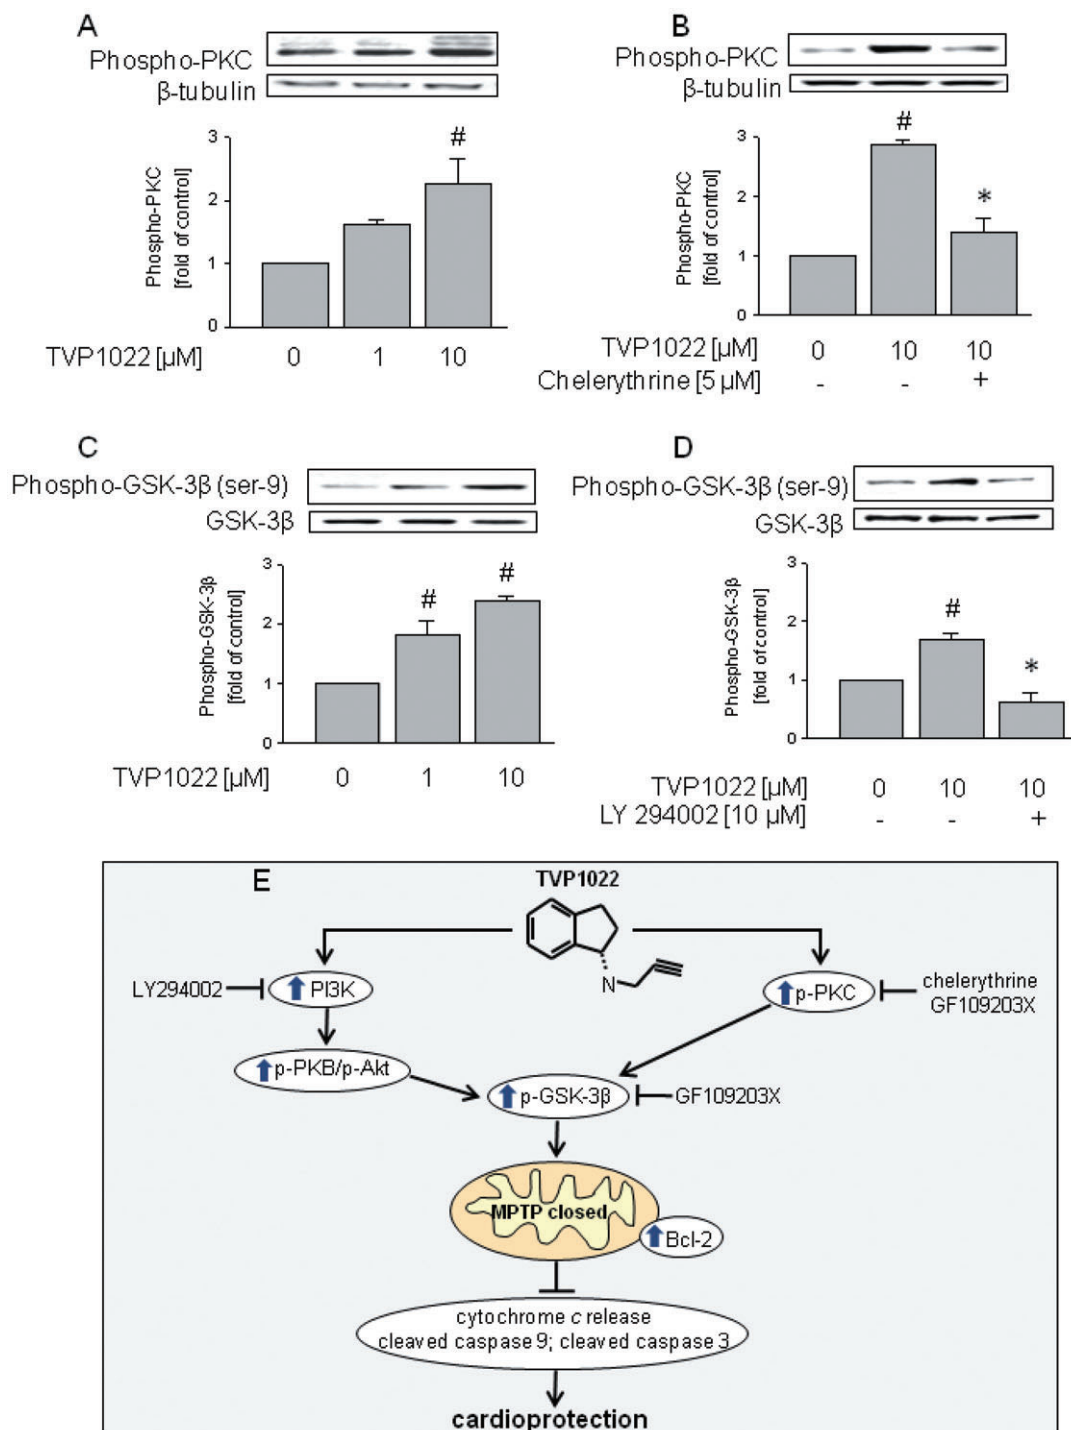 A
Phospho-PKC
β-tubulin
Phospho-PKC
[fold of control]
3
2
1
0
#
TVP1022 [µM]
0 1 10
B
Phospho-PKC
β-tubulin
Phospho-PKC
[fold of control]
3
2
1
0
#
*
TVP1022 [µM] 0 10 10
Chelerythrine [5 µM] - - +
C
Phospho-GSK-3β (ser-9)
GSK-3β
Phospho-GSK-3β
[fold of control]
3
2
1
0
#
#
TVP1022 [µM] 0 1 10
D
Phospho-GSK-3β (ser-9)
GSK-3β
Phospho-GSK-3β
[fold of control]
3
2
1
0
#
*
TVP1022 [µM] 0 10 10
LY 294002 [10 µM] - - +
E
TVP1022
N
LY294002
PI3K
p-PKC
chelerythrine
GF109203X
p-PKB/p-Akt
p-GSK-3β
GF109203X
MPTP closed
Bcl-2
cytochrome c release
cleaved caspase 9; cleaved caspase 3
cardioprotection